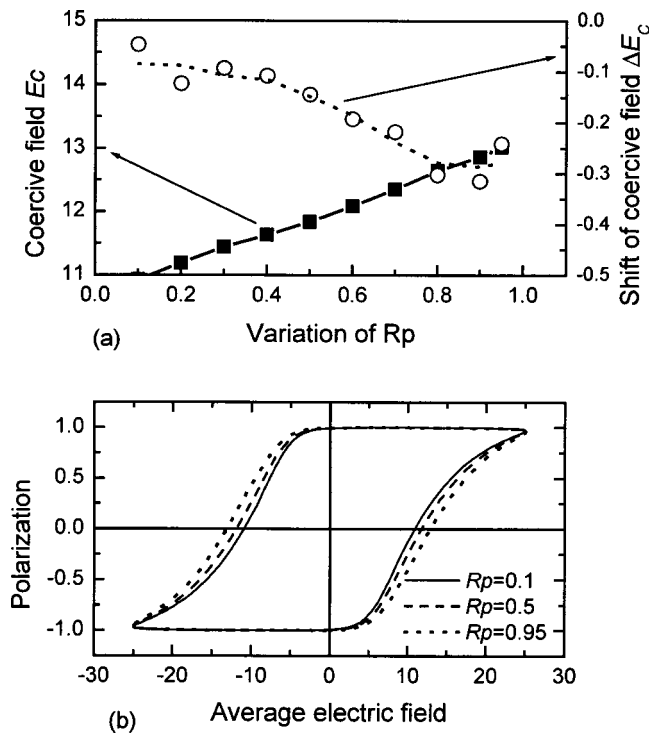 15
14
13
12
11
Coercive field Ec
0.0
-0.1
-0.2
-0.3
-0.4
-0.5
Shift of coercive field ΔE_C
0.0 0.2 0.4 0.6 0.8 1.0
Variation of Rp
(a)
1.0
0.5
0.0
-0.5
-1.0
Polarization
Rp=0.1
Rp=0.5
Rp=0.95
-30 -20 -10 0 10 20 30
Average electric field
(b)